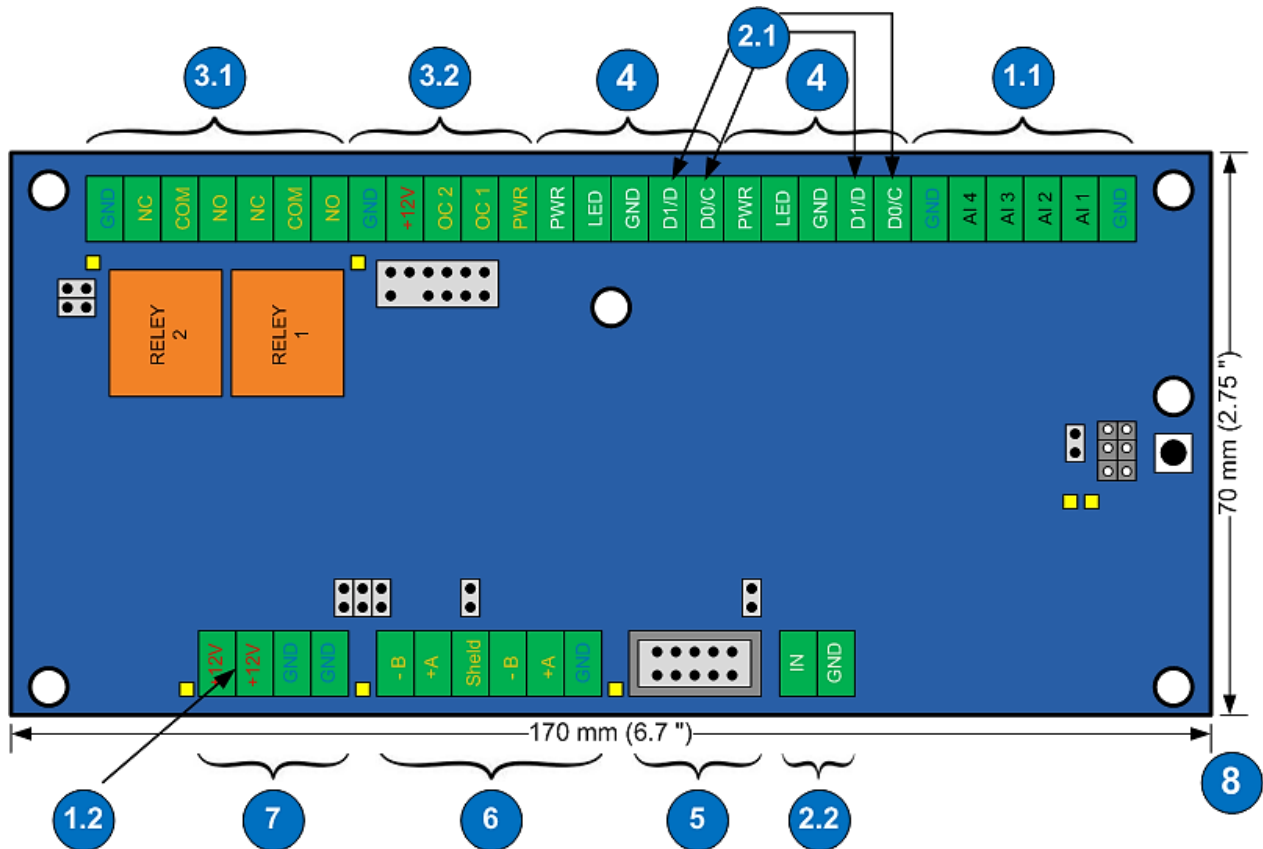 2.1
3.1 3.2 4 4 1.1
GND NC COM NO NC COM NO GND +12V OC 2 OC 1 PWR PWR LED GND D1/D D0/C PWR LED GND D1/D D0/C GND AI 4 AI 3 AI 2 AI 1 GND
RELEY
2
RELEY
1
70 mm (2.75 ")
+12V +12V GND GND - B +A Sheld - B +A GND IN GND
170 mm (6.7 ")
1.2 7 6 5 2.2 8